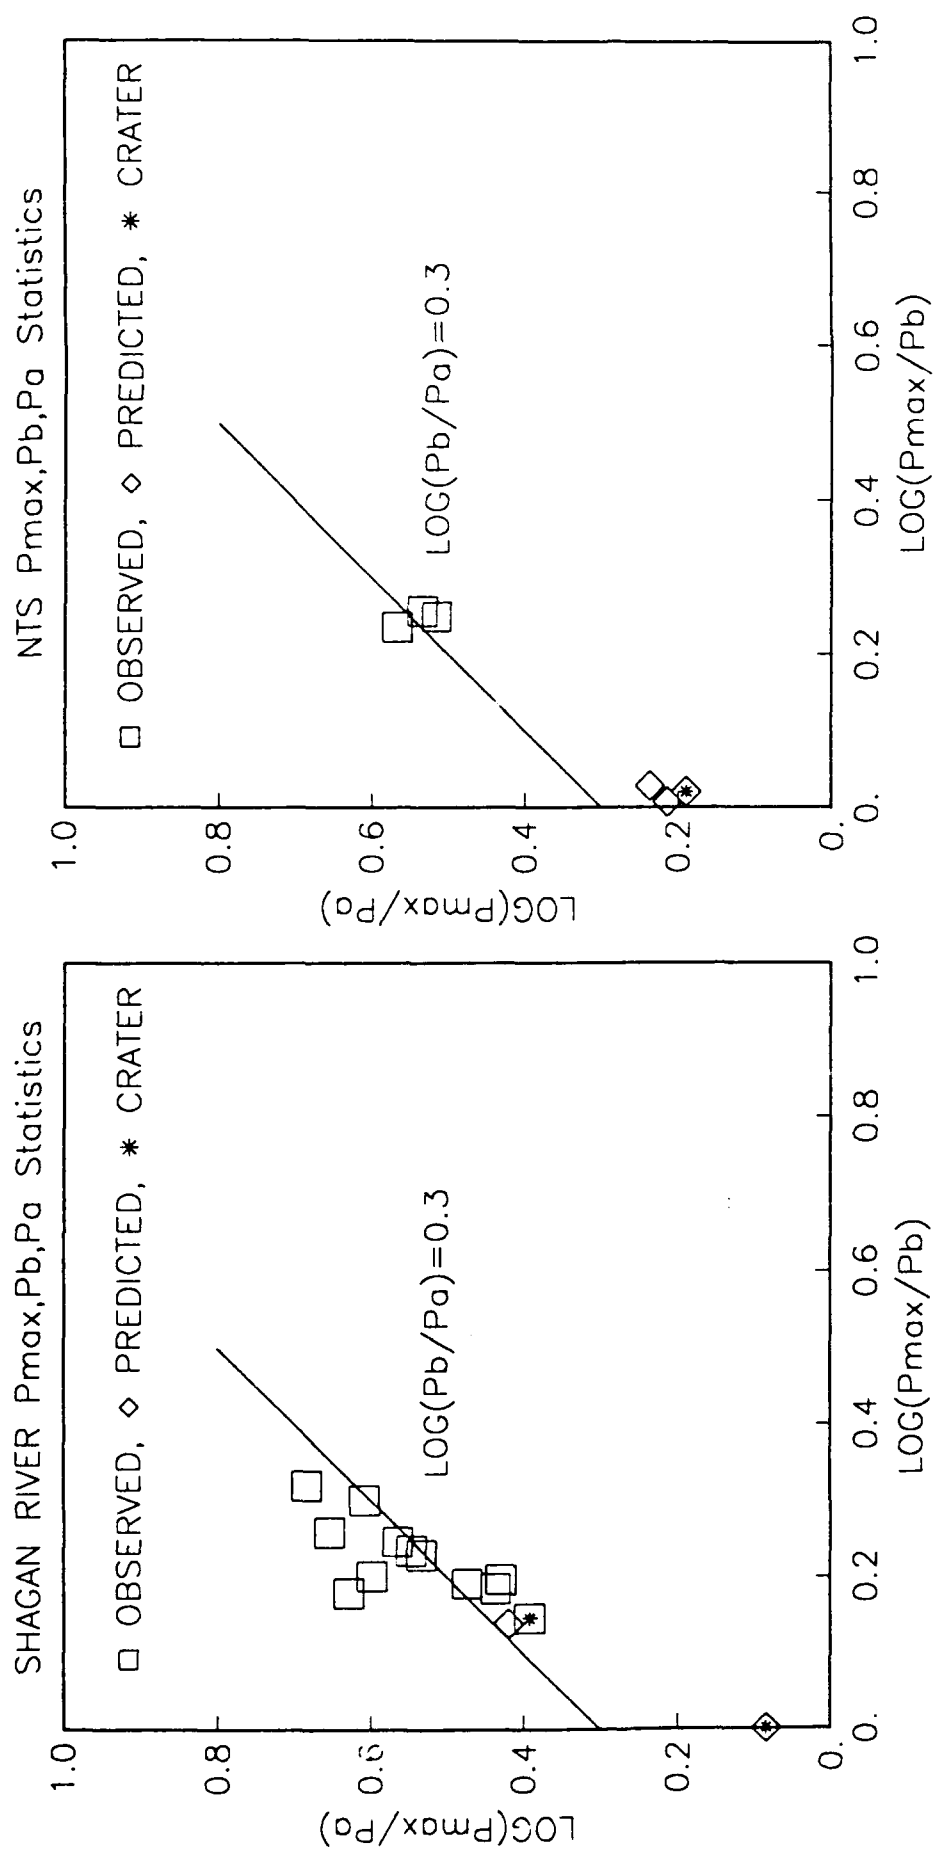 SHAGAN RIVER Pmax,Pb,Pa Statistics
□ OBSERVED, ◇ PREDICTED, * CRATER
LOG(Pb/Pa)=0.3
LOG(Pmax/Pa)
1.0
0.8
0.6
0.4
0.2
0.
0.
0.2
0.4
0.6
0.8
1.0
LOG(Pmax/Pb)
NTS Pmax,Pb,Pa Statistics
□ OBSERVED, ◇ PREDICTED, * CRATER
LOG(Pb/Pa)=0.3
LOG(Pmax/Pa)
1.0
0.8
0.6
0.4
0.2
0.
0.
0.2
0.4
0.6
0.8
1.0
LOG(Pmax/Pb)